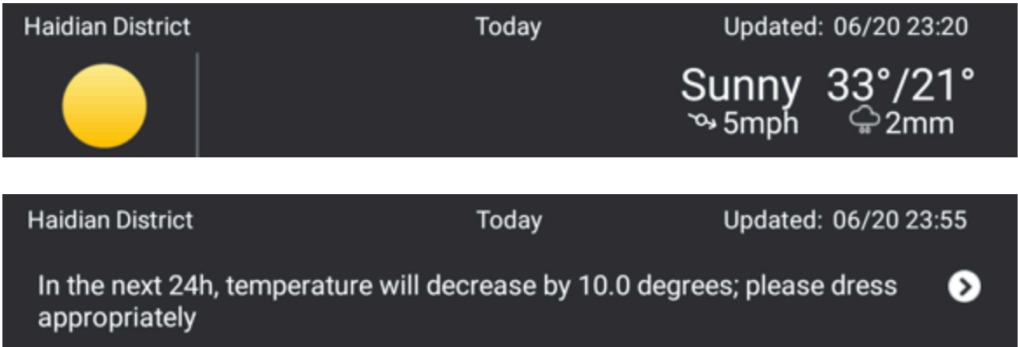 Haidian District Today Updated: 06/20 23:20
Sunny 33°/21°
5mph 2mm
Haidian District Today Updated: 06/20 23:55
In the next 24h, temperature will decrease by 10.0 degrees; please dress
appropriately